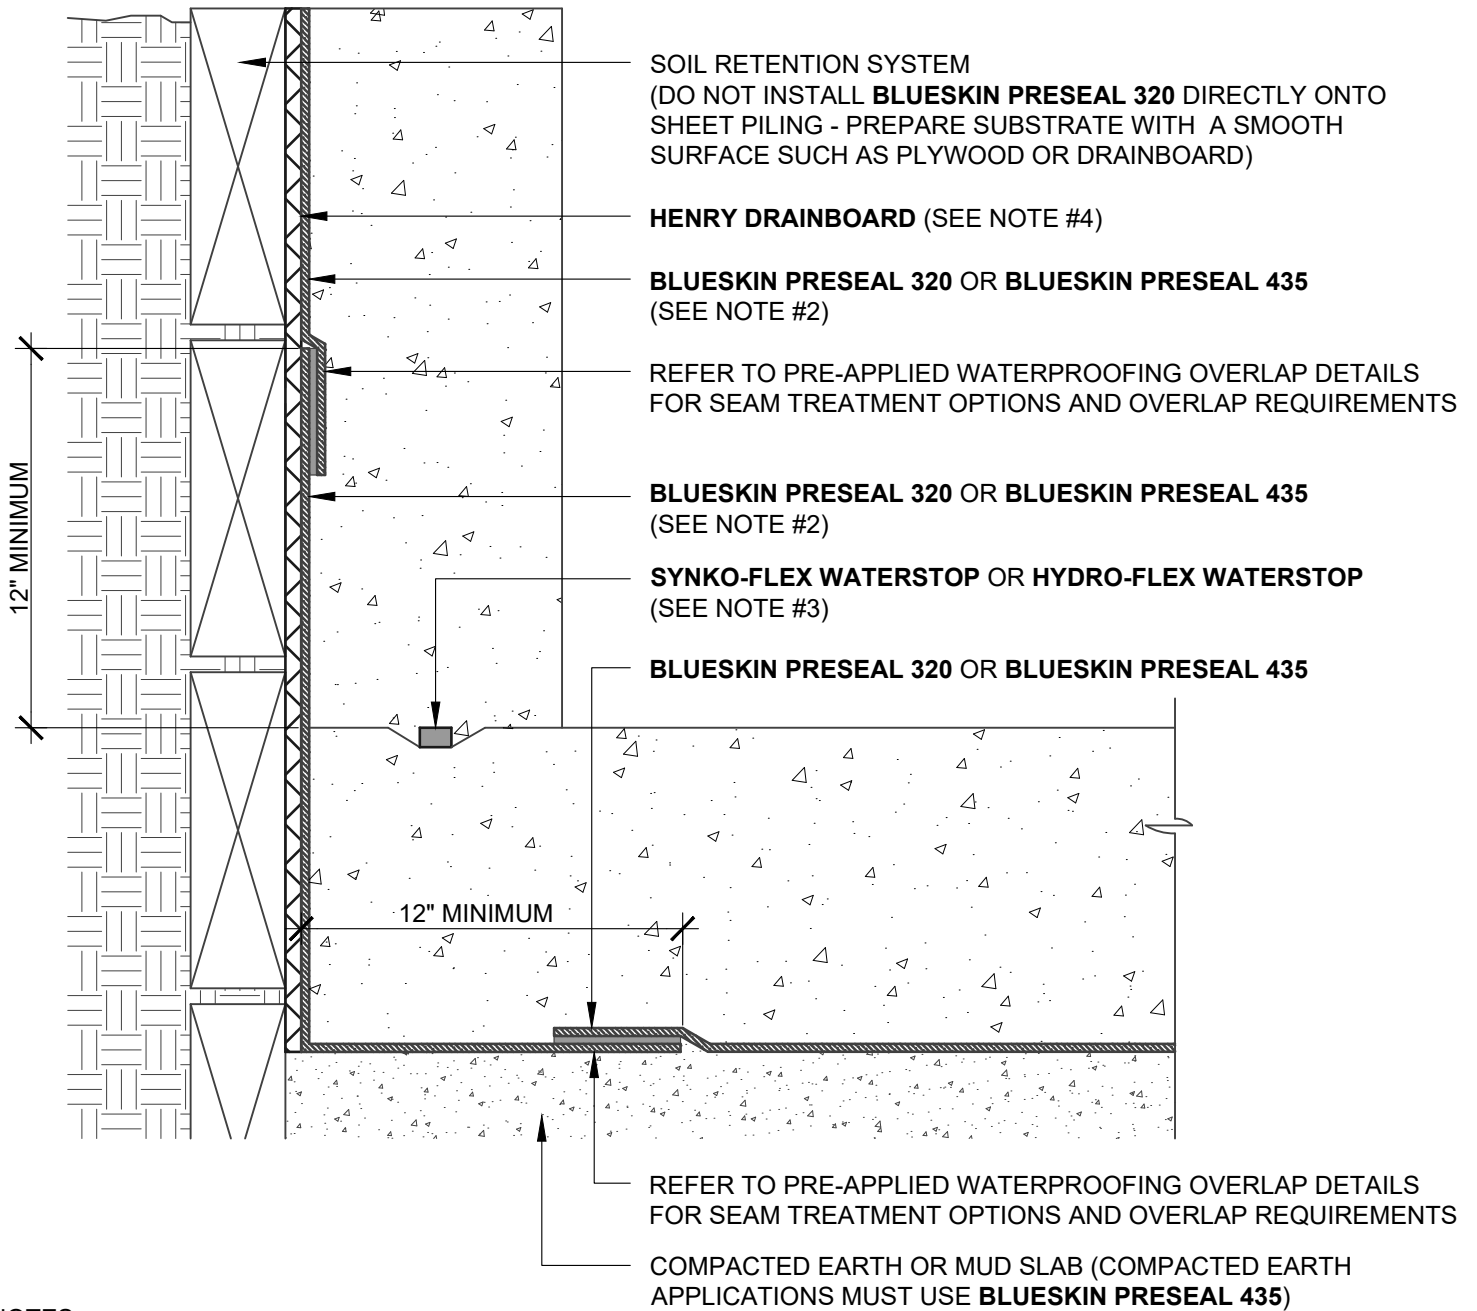 SOIL RETENTION SYSTEM
(DO NOT INSTALL BLUESKIN PRESEAL 320 DIRECTLY ONTO
SHEET PILING - PREPARE SUBSTRATE WITH A SMOOTH
SURFACE SUCH AS PLYWOOD OR DRAINBOARD)
HENRY DRAINBOARD (SEE NOTE #4)
BLUESKIN PRESEAL 320 OR BLUESKIN PRESEAL 435
(SEE NOTE #2)
REFER TO PRE-APPLIED WATERPROOFING OVERLAP DETAILS
FOR SEAM TREATMENT OPTIONS AND OVERLAP REQUIREMENTS
12" MINIMUM
BLUESKIN PRESEAL 320 OR BLUESKIN PRESEAL 435
(SEE NOTE #2)
SYNKO-FLEX WATERSTOP OR HYDRO-FLEX WATERSTOP
(SEE NOTE #3)
BLUESKIN PRESEAL 320 OR BLUESKIN PRESEAL 435
12" MINIMUM
REFER TO PRE-APPLIED WATERPROOFING OVERLAP DETAILS
FOR SEAM TREATMENT OPTIONS AND OVERLAP REQUIREMENTS
COMPACTED EARTH OR MUD SLAB (COMPACTED EARTH
APPLICATIONS MUST USE BLUESKIN PRESEAL 435)